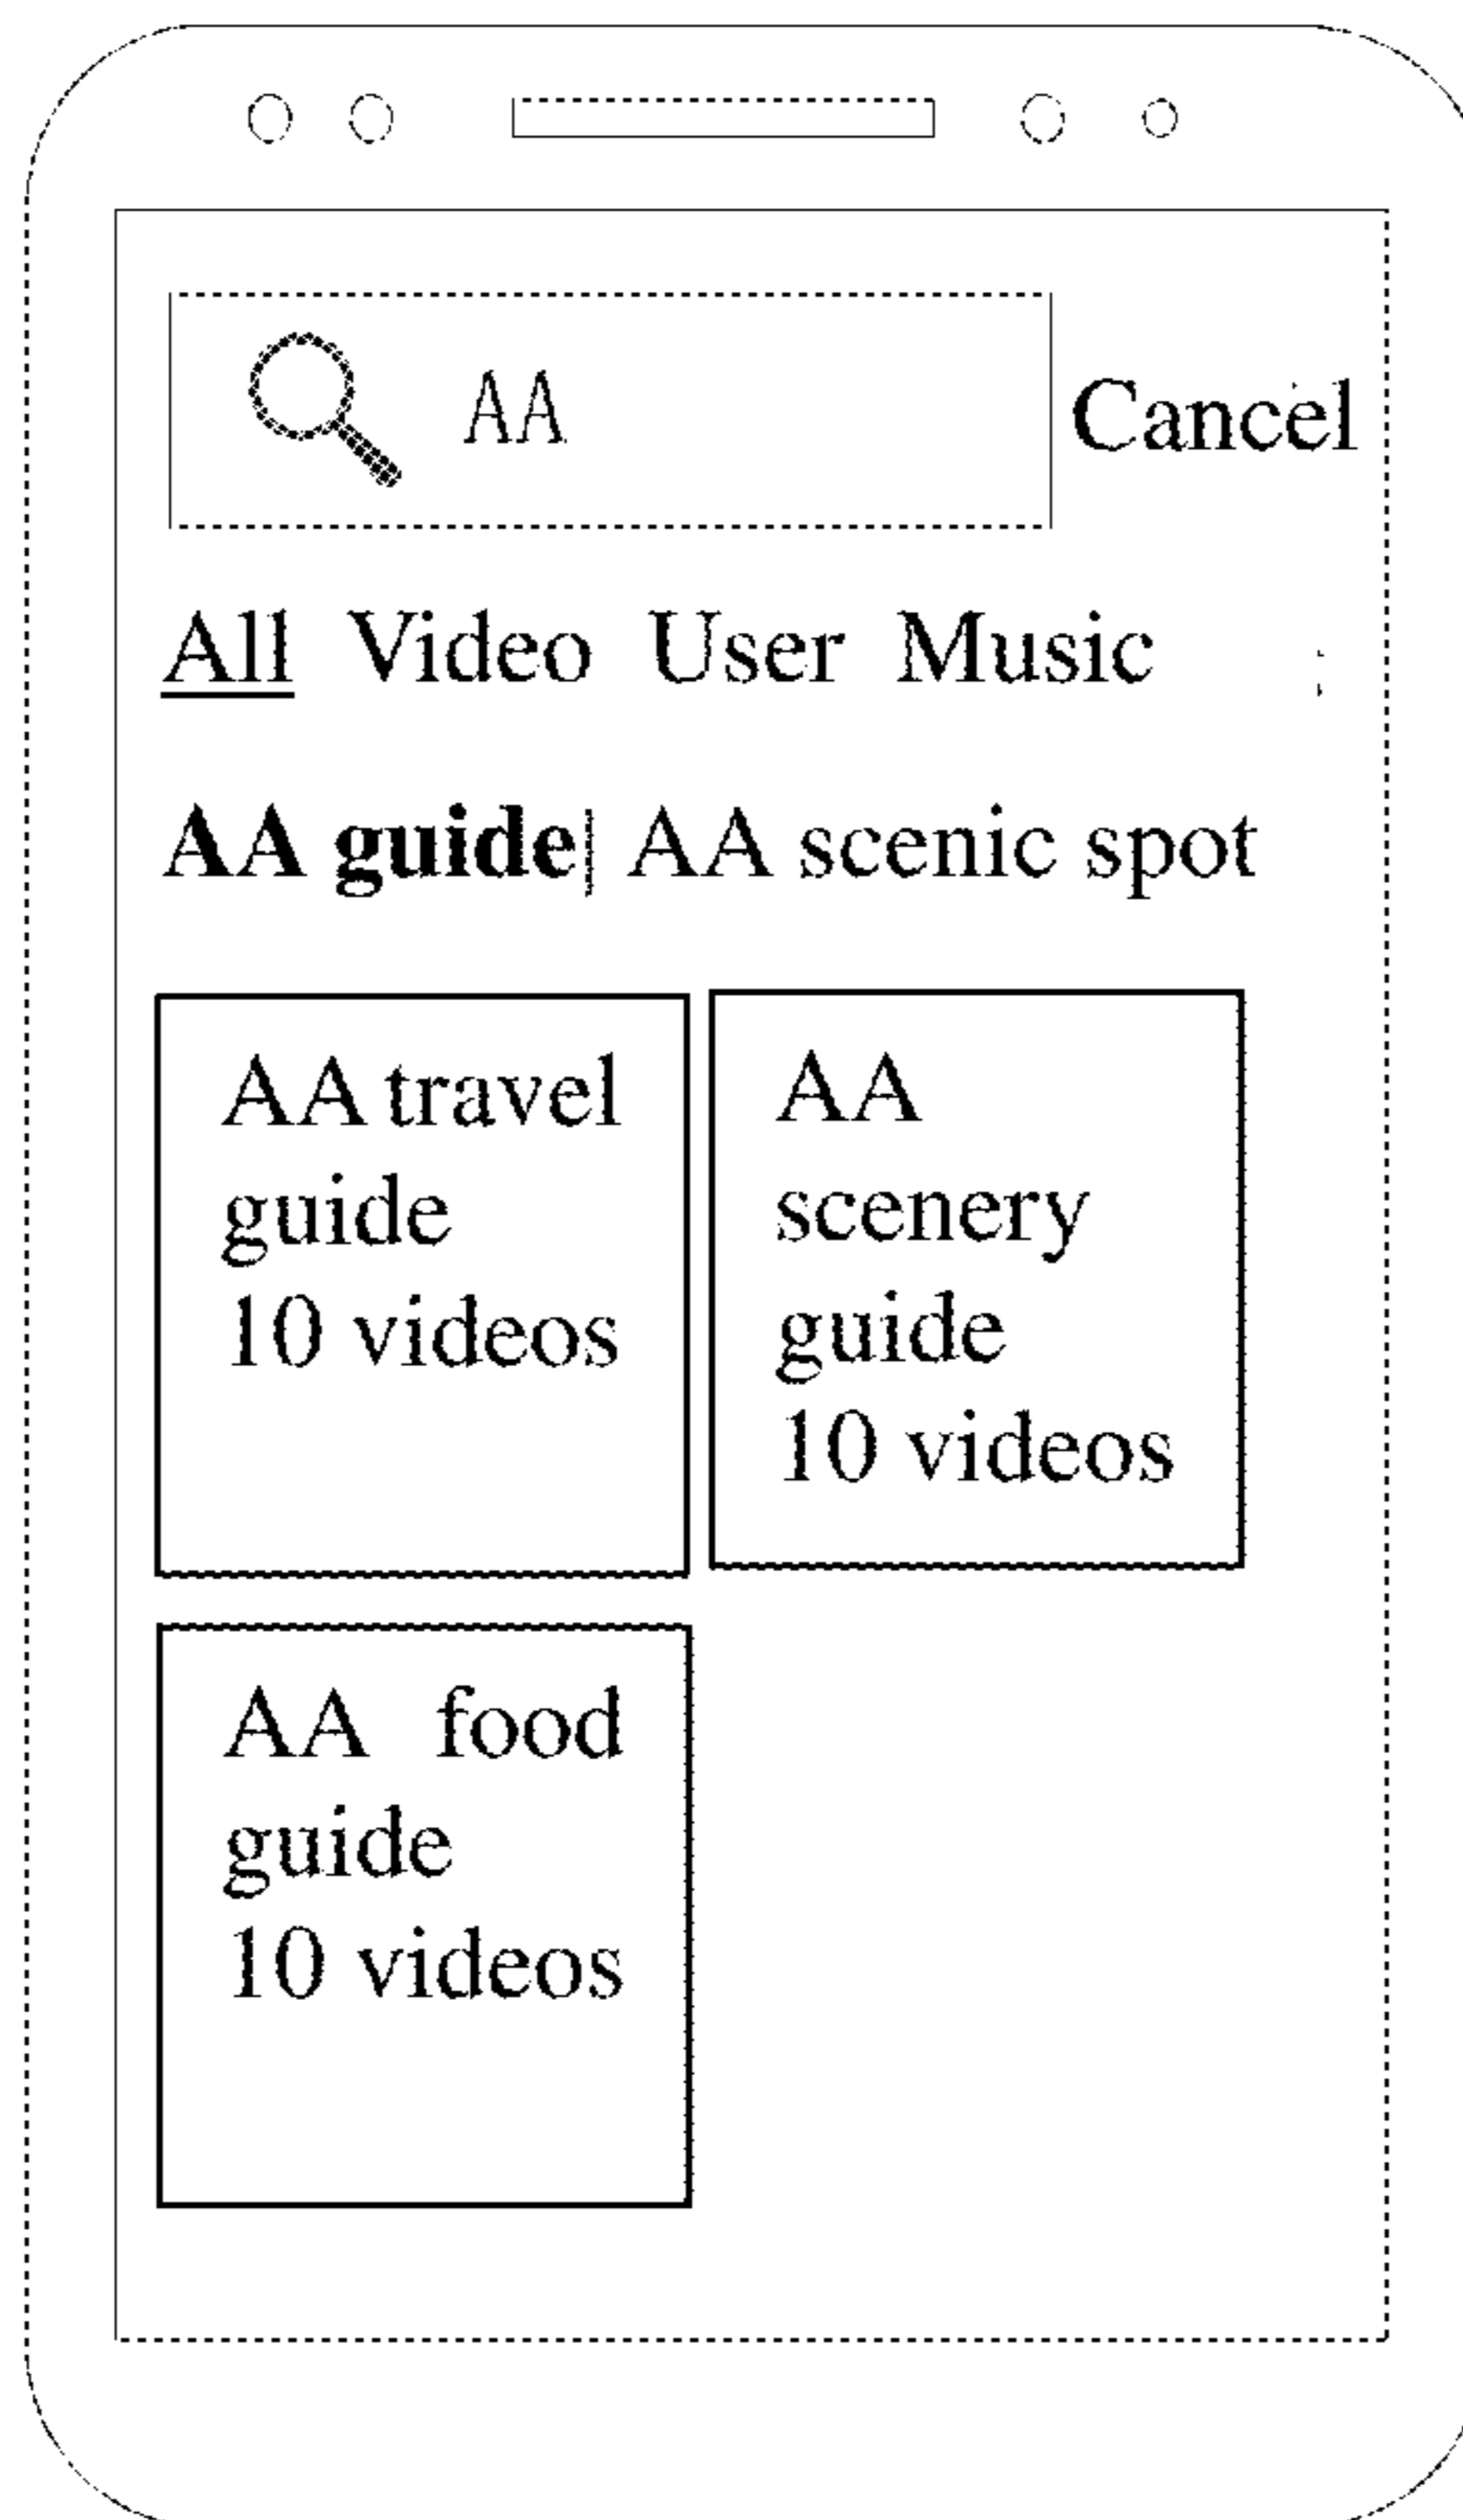 AA Cancel
All Video User Music
AA guide| AA scenic spot
AA travel
guide
10 videos
AA
scenery
guide
10 videos
AA food
guide
10 videos